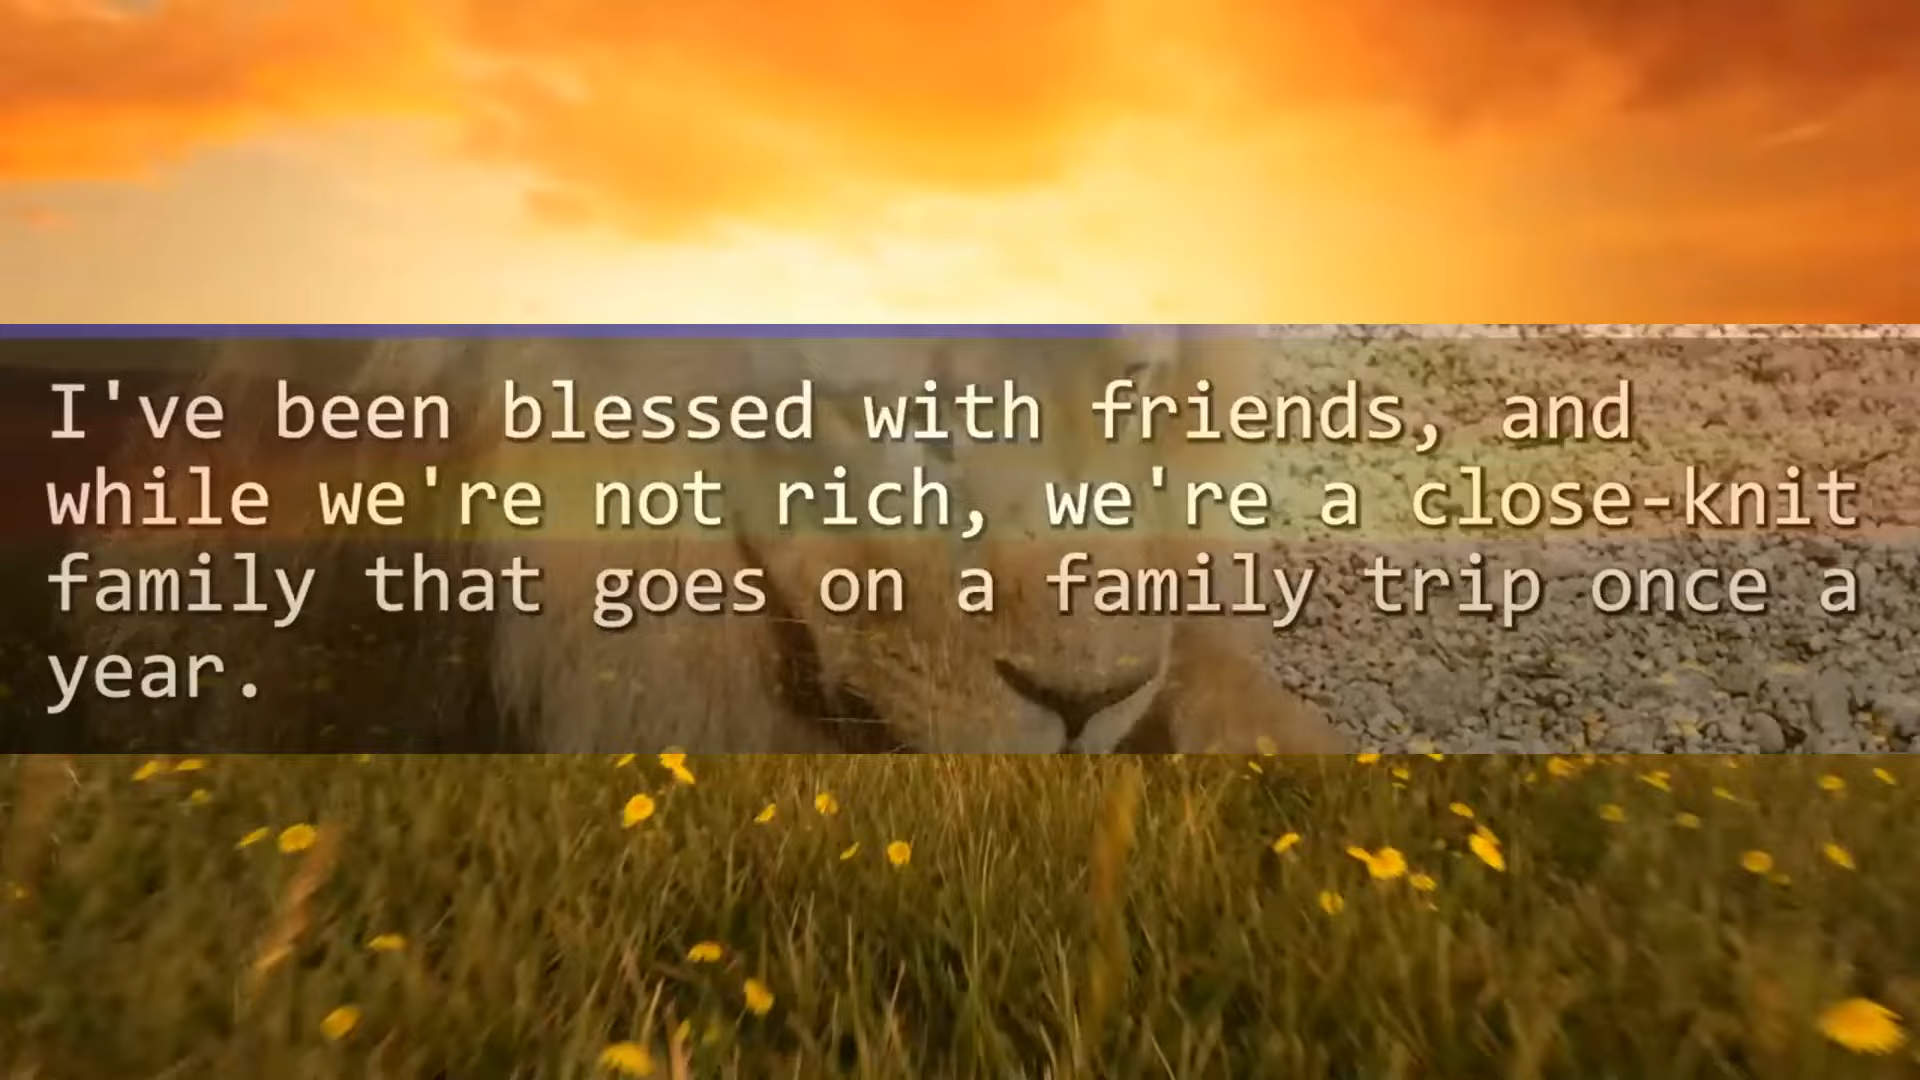 I've been blessed with friends, and
while we're not rich, we're a close-knit
family that goes on a family trip once a
year.